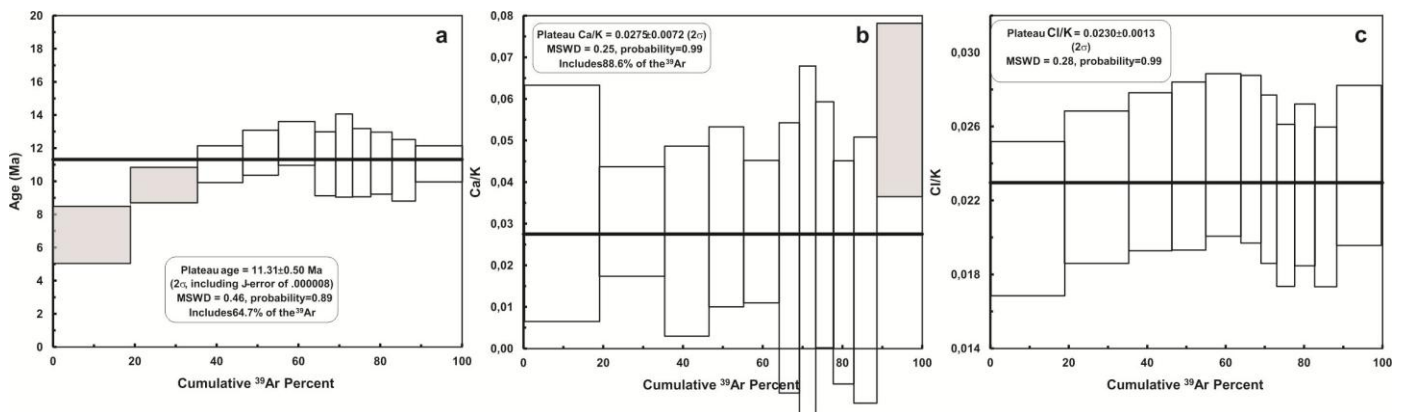 a
20
18
16
14
12
10
8
6
4
2
0
Age (Ma)
Plateau age = 11.31±0.50 Ma
(2σ, including J-error of .000008)
MSWD = 0.46, probability=0.89
Includes64.7% of the³⁹Ar
0
20
40
60
80
100
Cumulative ³⁹Ar Percent
b
0,08
0,07
0,06
0,05
0,04
0,03
0,02
0,01
0,00
Ca/K
Plateau Ca/K = 0.0275±0.0072 (2σ)
MSWD = 0.25, probability=0.99
Includes88.6% of the³⁹Ar
0
20
40
60
80
100
Cumulative ³⁹Ar Percent
c
0,030
0,026
0,022
0,018
0,014
Cl/K
Plateau Cl/K = 0.0230±0.0013
(2σ)
MSWD = 0.28, probability=0.99
0
20
40
60
80
100
Cumulative ³⁹Ar Percent